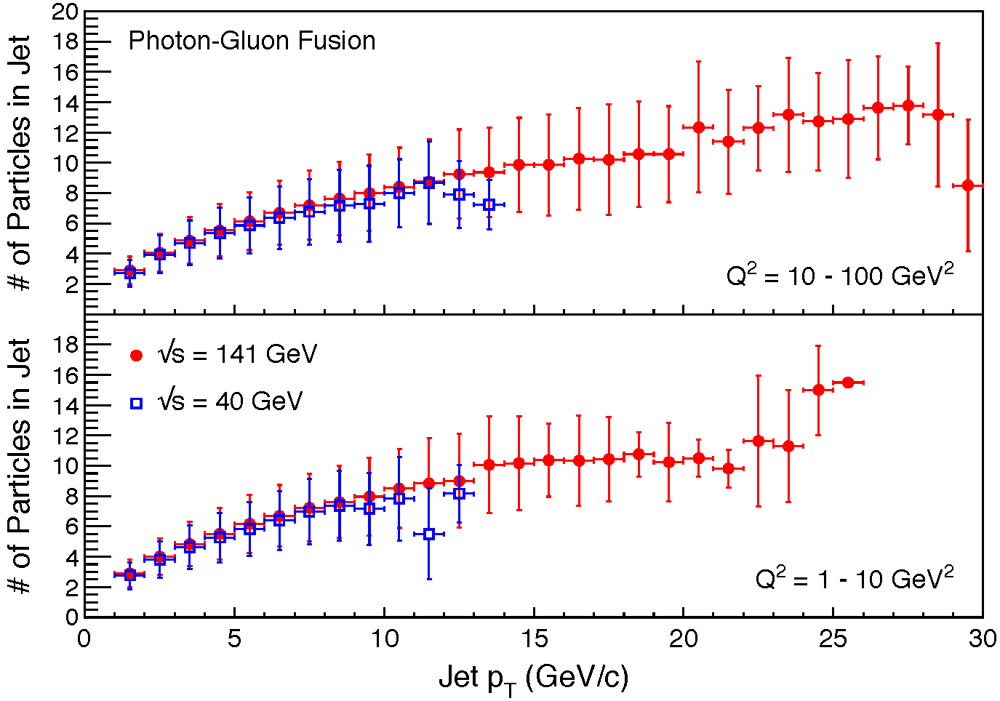 # of Particles in Jet
20
18
16
14
12
10
8
6
4
2
Photon-Gluon Fusion
Q² = 10 - 100 GeV²
# of Particles in Jet
18
16
14
12
10
8
6
4
2
0
√s = 141 GeV
√s = 40 GeV
Q² = 1 - 10 GeV²
0 5 10 15 20 25 30
Jet p_T (GeV/c)